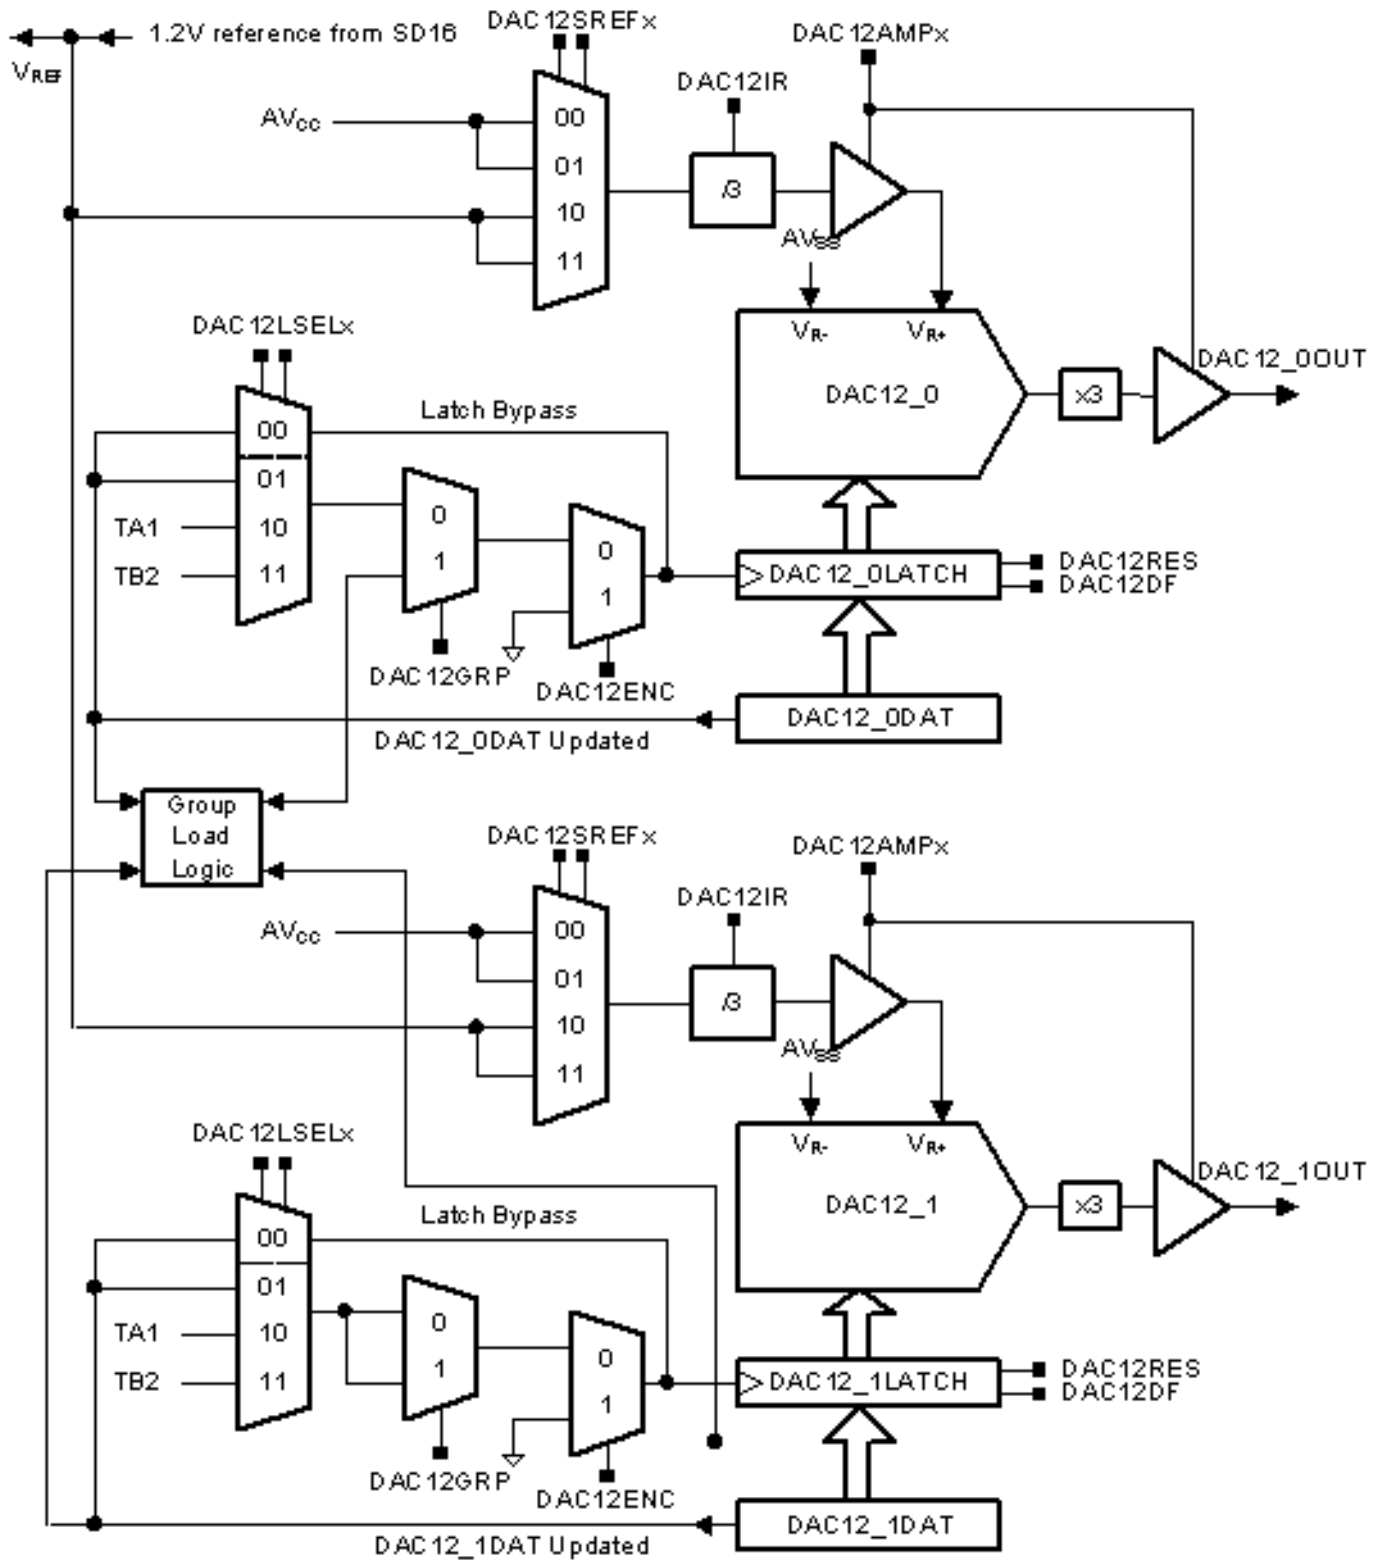 DAC12SREFx
1.2V reference from SD16
DAC12AMPx
VREF
DAC12IR
AVCC
00
01
/3
10
AVSS
11
DAC12LSELx
VR-
VR+
DAC12_0OUT
DAC12_0
x3
Latch Bypass
00
01
0
TA1
10
0
1
DAC12RES
TB2
11
DAC12_0LATCH
DAC12DF
1
DAC12GRP
DAC12ENC
DAC12_0DAT
DAC12_0DAT Updated
Group
Load
Logic
DAC12SREFx
DAC12AMPx
DAC12IR
AVCC
00
01
/3
10
AVSS
11
DAC12LSELx
VR-
VR+
DAC12_1OUT
DAC12_1
x3
Latch Bypass
00
01
0
TA1
10
0
1
DAC12RES
TB2
11
DAC12_1LATCH
DAC12DF
1
DAC12GRP
DAC12ENC
DAC12_1DAT
DAC12_1DAT Updated